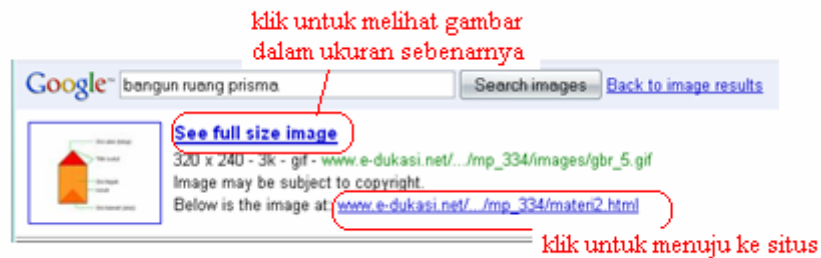 klik untuk melihat gambar
dalam ukuran sebenarnya
Google™ bangun ruang prisma Search images Back to image results
See full size image
320 x 240 - 3k - gif - www.e-dukasi.net/.../mp_334/images/gbr_5.gif
Image may be subject to copyright.
Below is the image at: www.e-dukasi.net/.../mp_334/materi2.html
klik untuk menuju ke situs